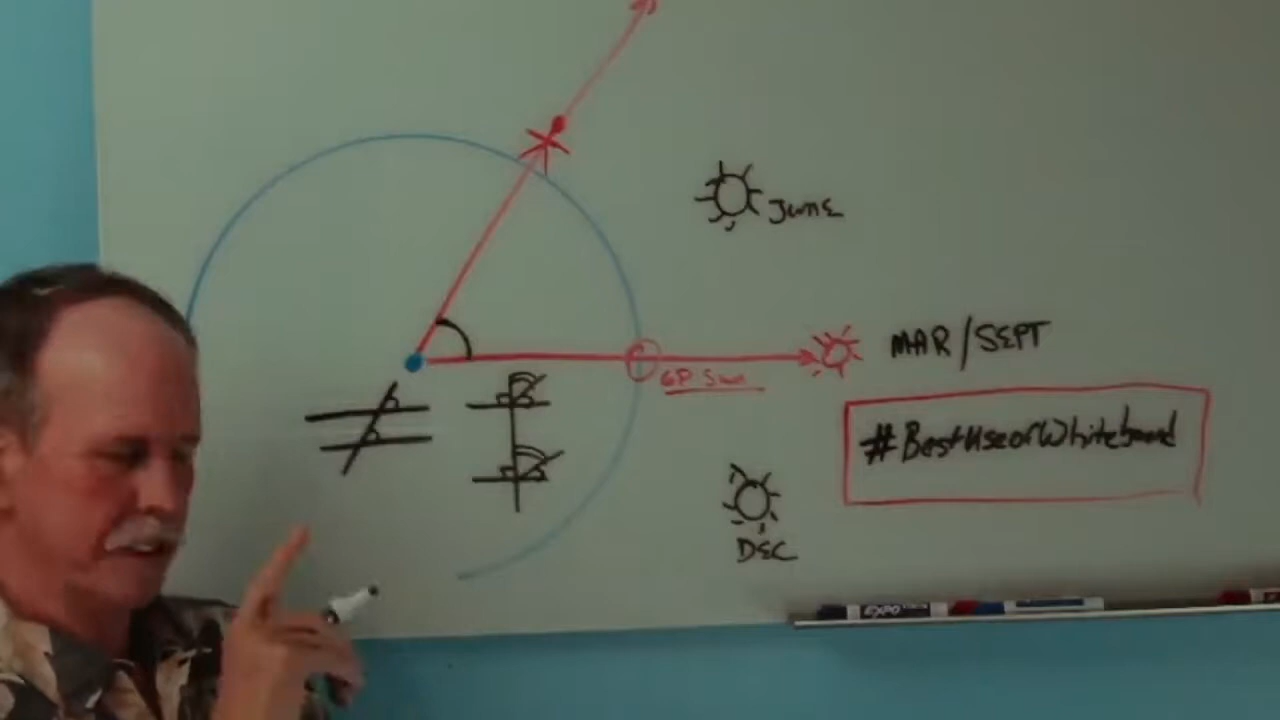 JUNE
MAR/SEPT
GP Sun
#BestUseofWhiteboard
DEC
EXPO